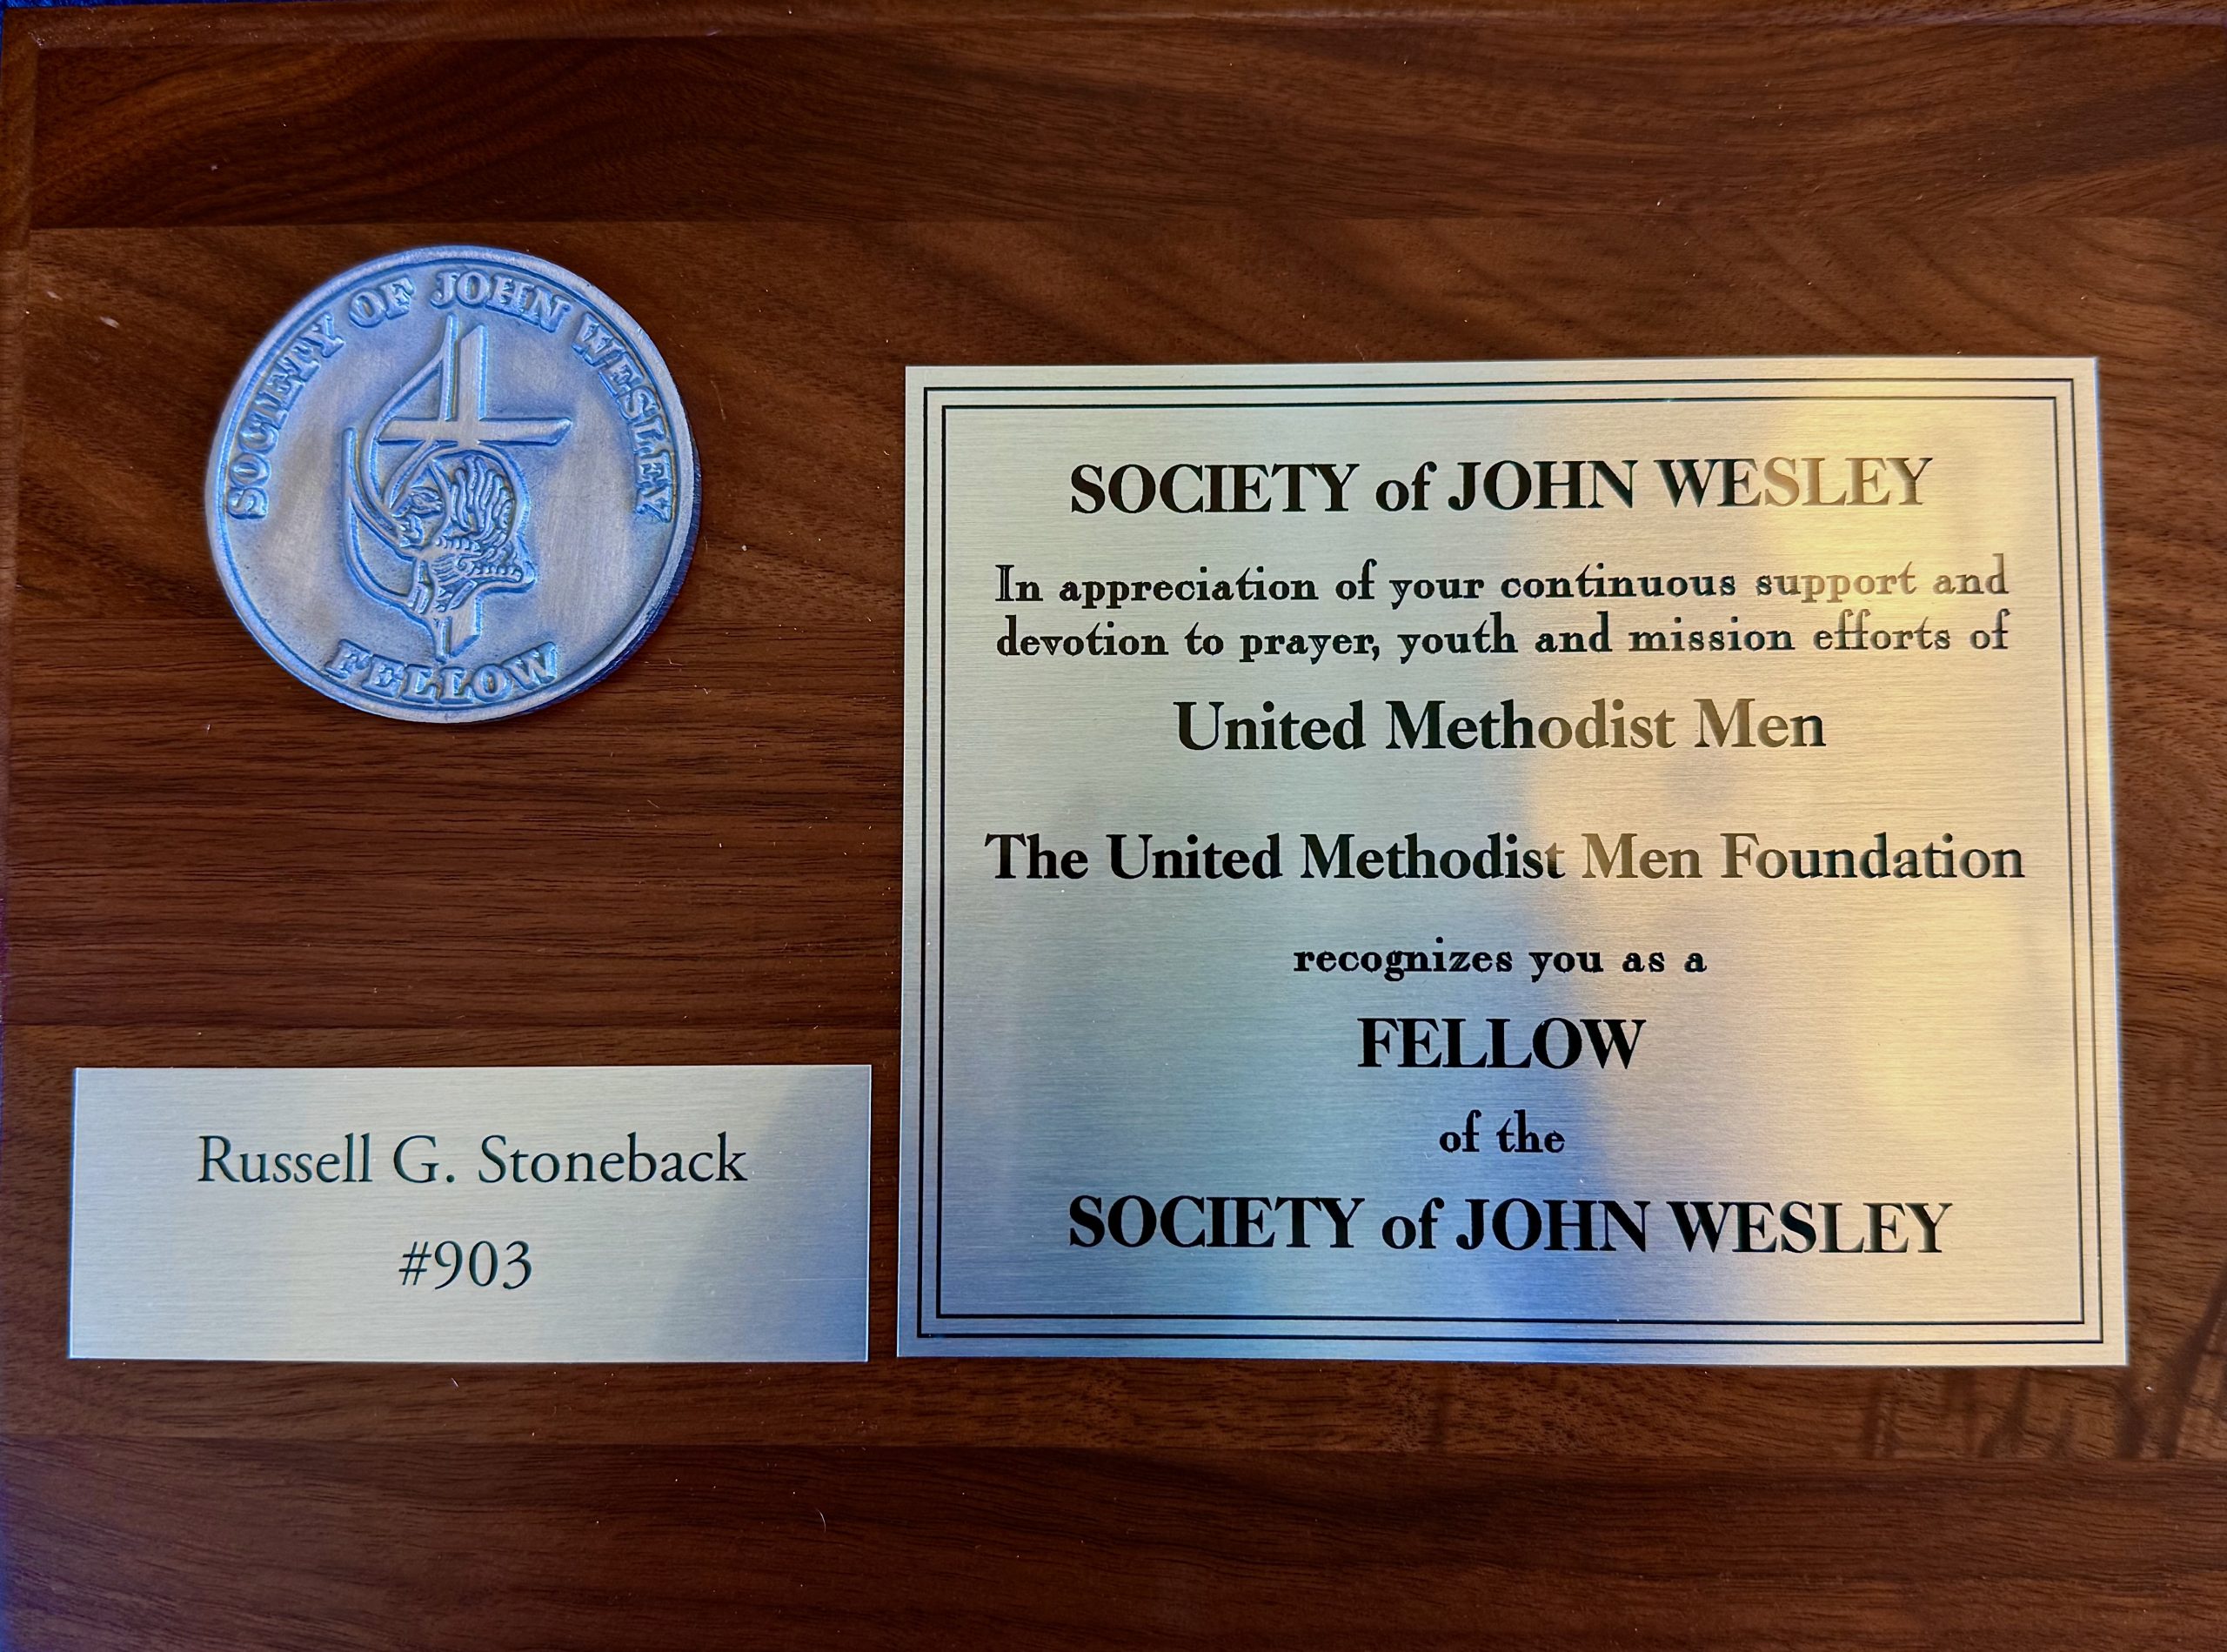 SOCIETY OF JOHN WESLEY
FELLOW
Russell G. Stoneback
#903
SOCIETY of JOHN WESLEY
In appreciation of your continuous support and
devotion to prayer, youth and mission efforts of
United Methodist Men
The United Methodist Men Foundation
recognizes you as a
FELLOW
of the
SOCIETY of JOHN WESLEY